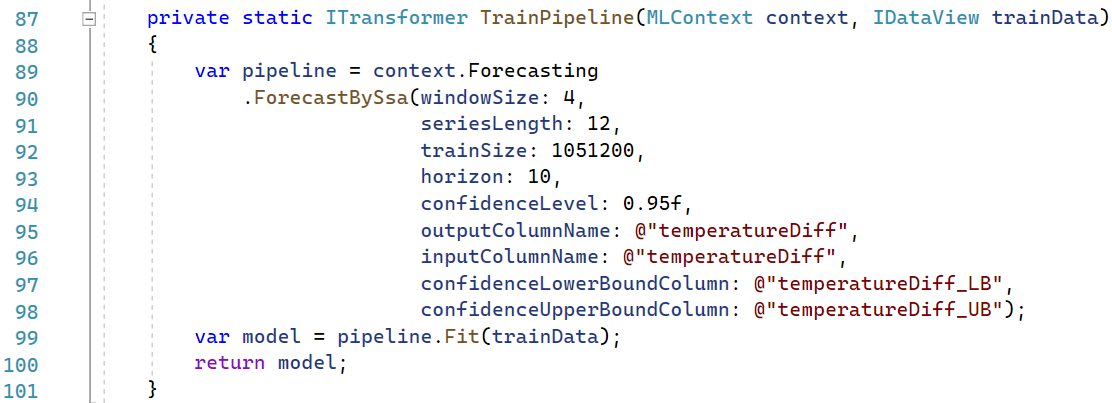 87 private static ITransformer TrainPipeline(MLContext context, IDataView trainData)
88 {
89 var pipeline = context.Forecasting
90 .ForecastBySsa(windowSize: 4,
91 seriesLength: 12,
92 trainSize: 1051200,
93 horizon: 10,
94 confidenceLevel: 0.95f,
95 outputColumnName: @"temperatureDiff",
96 inputColumnName: @"temperatureDiff",
97 confidenceLowerBoundColumn: @"temperatureDiff_LB",
98 confidenceUpperBoundColumn: @"temperatureDiff_UB");
99 var model = pipeline.Fit(trainData);
100 return model;
101 }